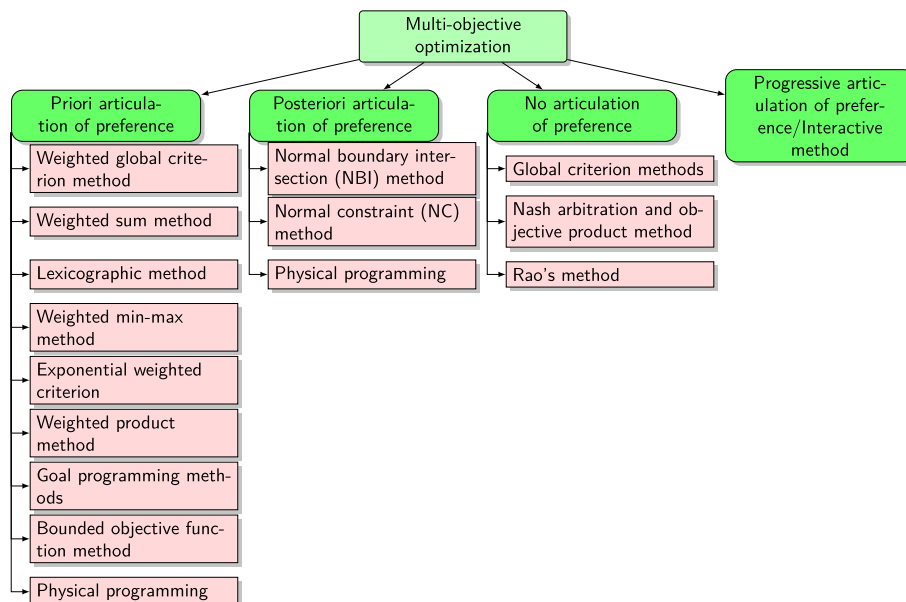 Multi-objective
optimization
Priori articula-
tion of preference
Weighted global crite-
rion method
Weighted sum method
Lexicographic method
Weighted min-max
method
Exponential weighted
criterion
Weighted product
method
Goal programming meth-
ods
Bounded objective func-
tion method
Physical programming
Posteriori articula-
tion of preference
Normal boundary inter-
section (NBI) method
Normal constraint (NC)
method
Physical programming
No articulation
of preference
Global criterion methods
Nash arbitration and ob-
jective product method
Rao's method
Progressive artic-
ulation of prefer-
ence/Interactive
method